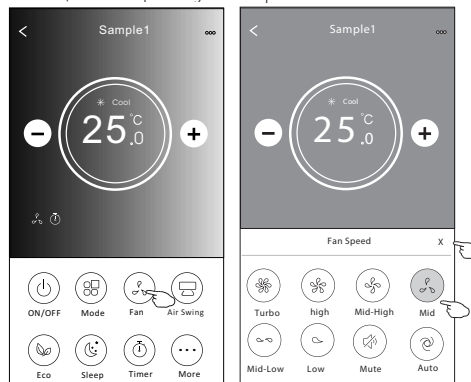 Sample1
Cool
25.0 °C
ON/OFF Mode Fan Air Swing
Eco Sleep Timer More
Sample1
Cool
25.0 °C
Fan Speed X
Turbo high Mid-High Mid
Mid-Low Low Mute Auto